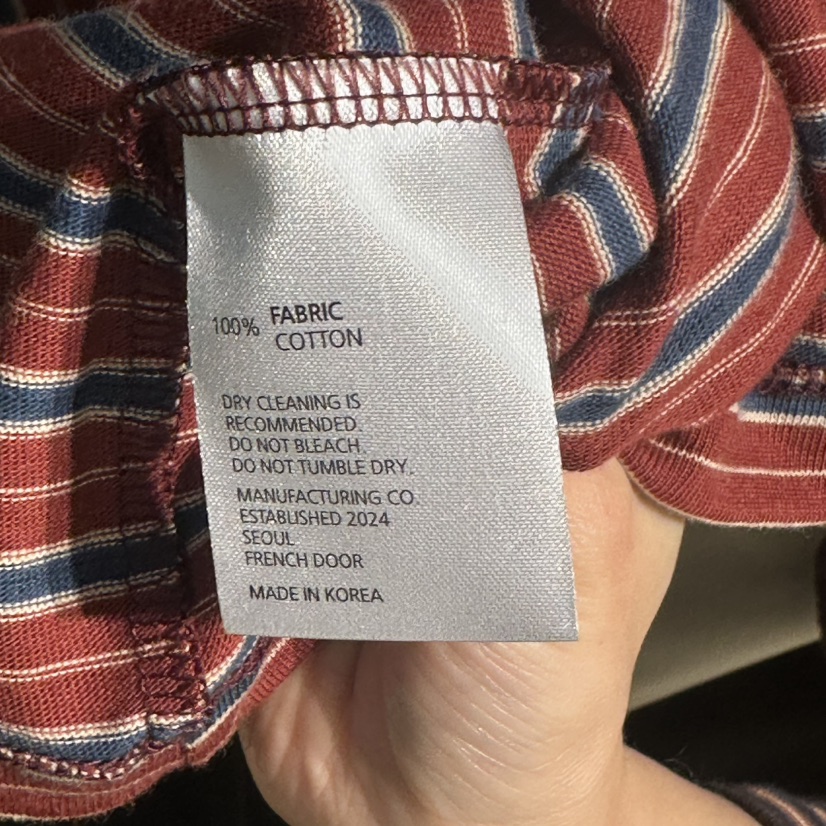 FABRIC
100% COTTON
DRY CLEANING IS
RECOMMENDED.
DO NOT BLEACH.
DO NOT TUMBLE DRY.
MANUFACTURING CO.
ESTABLISHED 2024
SEOUL
FRENCH DOOR
MADE IN KOREA